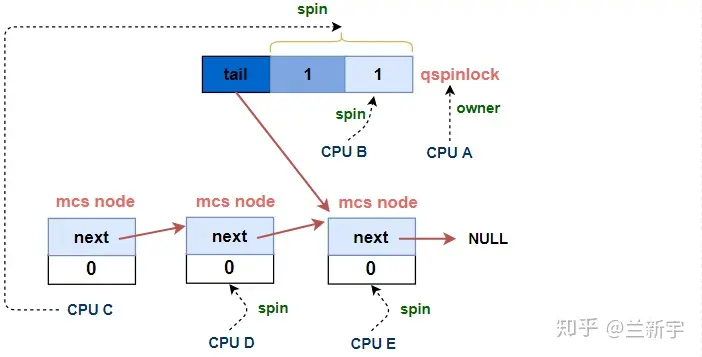 spin
tail 1 1 qspinlock
spin
owner
CPU B CPU A
mcs node mcs node mcs node
next next next NULL
0 0 0
CPU C spin spin
CPU D CPU E
知乎 @兰新宇